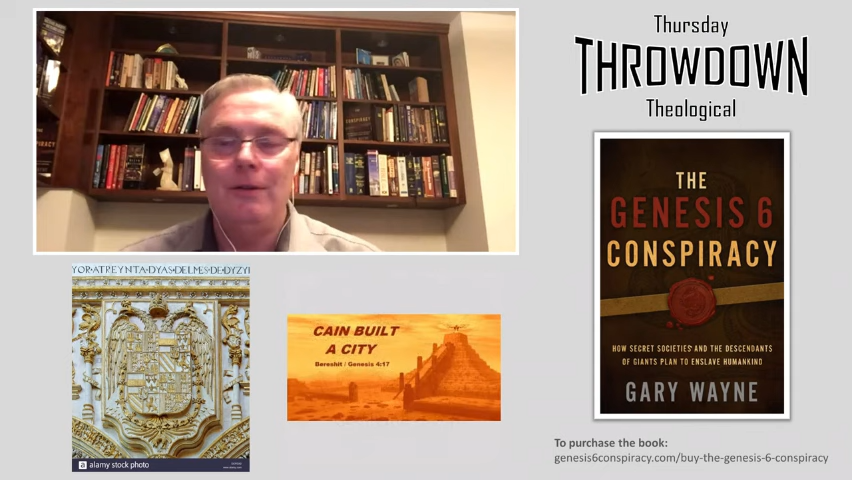 Thursday
THROWDOWN
Theological
THE
GENESIS 6
CONSPIRACY
HOW SECRET SOCIETIES AND THE DESCENDANTS
OF GIANTS PLAN TO ENSLAVE HUMANKIND
GARY WAYNE
YOR·ATREYNTA·DYAS·DELMES·DE·DYZYE
a alamy stock photo
CAIN BUILT
A CITY
Bereshit / Genesis 4:17
To purchase the book:
genesis6conspiracy.com/buy-the-genesis-6-conspiracy